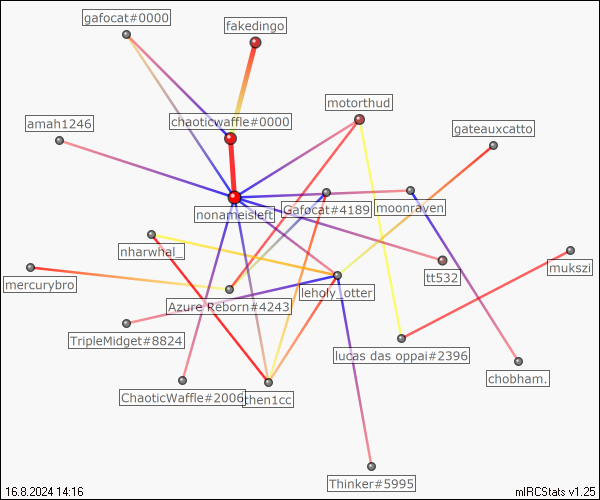 gafocat#0000
fakedingo
motorthud
amah1246
chaoticwaffle#0000
gateauxcatto
nonameisleft
Gafocat#4189
moonraven
nharwhal_
mukszi
tt532
mercurybro
leholy_otter
Azure Reborn#4243
TripleMidget#8824
lucas das oppai#2396
chobham.
ChaoticWaffle#2006
then1cc
Thinker#5995
16.8.2024 14:16
mIRCStats v1.25